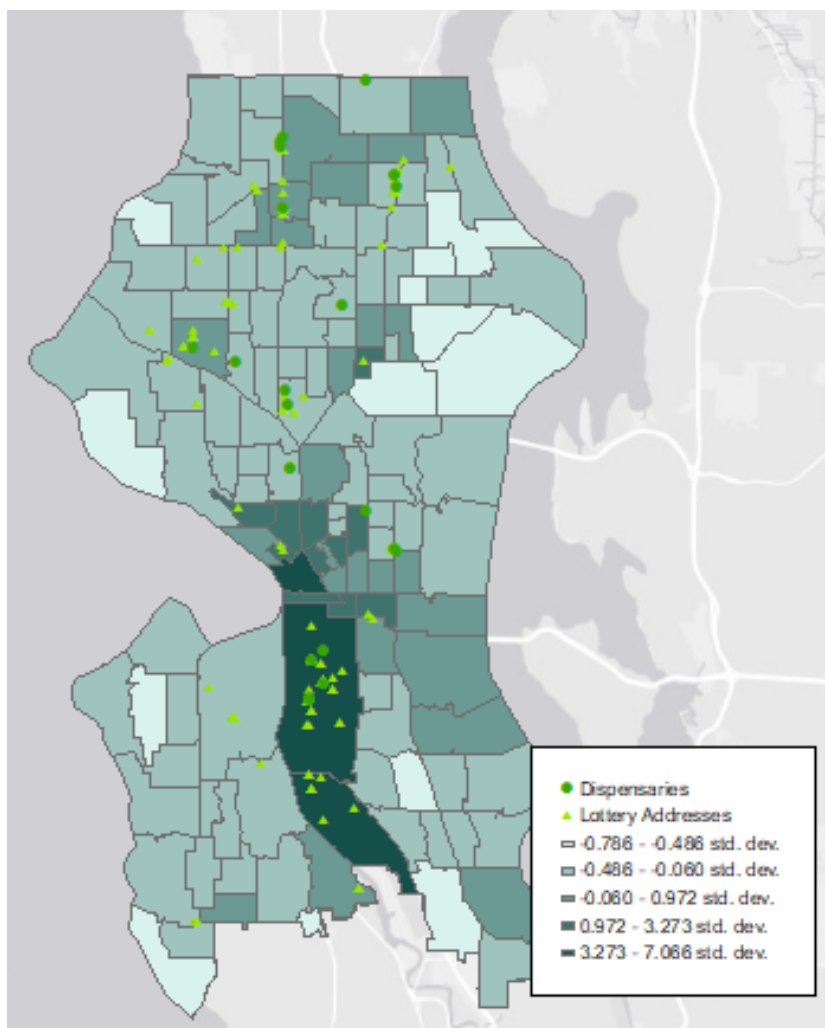 Dispensaries
Lottery Addresses
-0.786 - -0.486 std. dev.
-0.486 - -0.060 std. dev.
-0.060 - 0.972 std. dev.
0.972 - 3.273 std. dev.
3.273 - 7.066 std. dev.